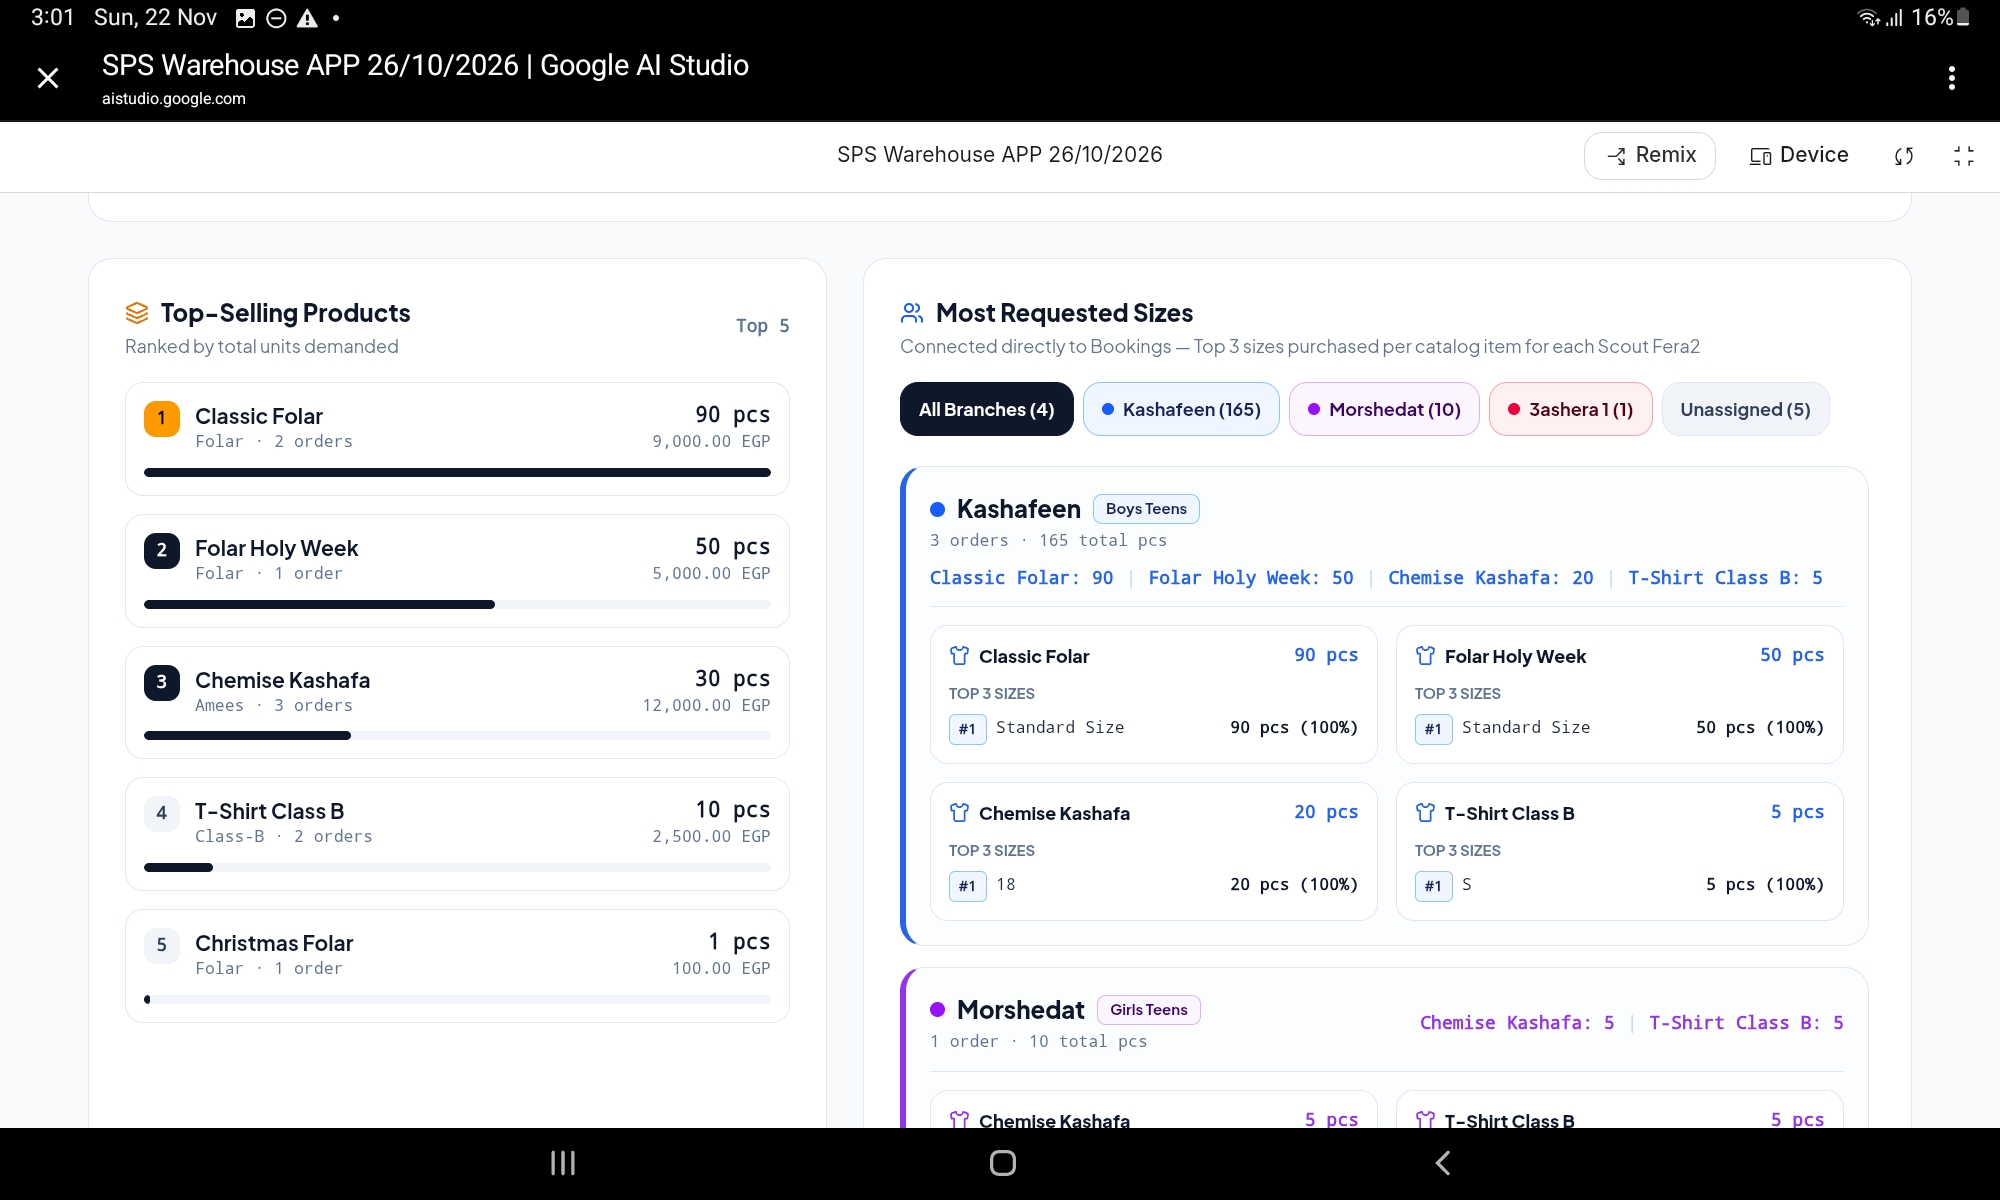 3:01 Sun, 22 Nov 16%
SPS Warehouse APP 26/10/2026 | Google AI Studio
aistudio.google.com
SPS Warehouse APP 26/10/2026
Remix
Device
Top-Selling Products
Top 5
Ranked by total units demanded
1 Classic Folar 90 pcs
Folar · 2 orders 9,000.00 EGP
2 Folar Holy Week 50 pcs
Folar · 1 order 5,000.00 EGP
3 Chemise Kashafa 30 pcs
Amees · 3 orders 12,000.00 EGP
4 T-Shirt Class B 10 pcs
Class-B · 2 orders 2,500.00 EGP
5 Christmas Folar 1 pcs
Folar · 1 order 100.00 EGP
Most Requested Sizes
Connected directly to Bookings — Top 3 sizes purchased per catalog item for each Scout Fera2
All Branches (4) Kashafeen (165) Morshedat (10) 3ashera 1 (1) Unassigned (5)
Kashafeen Boys Teens
3 orders · 165 total pcs
Classic Folar: 90 | Folar Holy Week: 50 | Chemise Kashafa: 20 | T-Shirt Class B: 5
Classic Folar 90 pcs
TOP 3 SIZES
#1 Standard Size 90 pcs (100%)
Folar Holy Week 50 pcs
TOP 3 SIZES
#1 Standard Size 50 pcs (100%)
Chemise Kashafa 20 pcs
TOP 3 SIZES
#1 18 20 pcs (100%)
T-Shirt Class B 5 pcs
TOP 3 SIZES
#1 S 5 pcs (100%)
Morshedat Girls Teens
1 order · 10 total pcs
Chemise Kashafa: 5 | T-Shirt Class B: 5
Chemise Kashafa 5 pcs
T-Shirt Class B 5 pcs